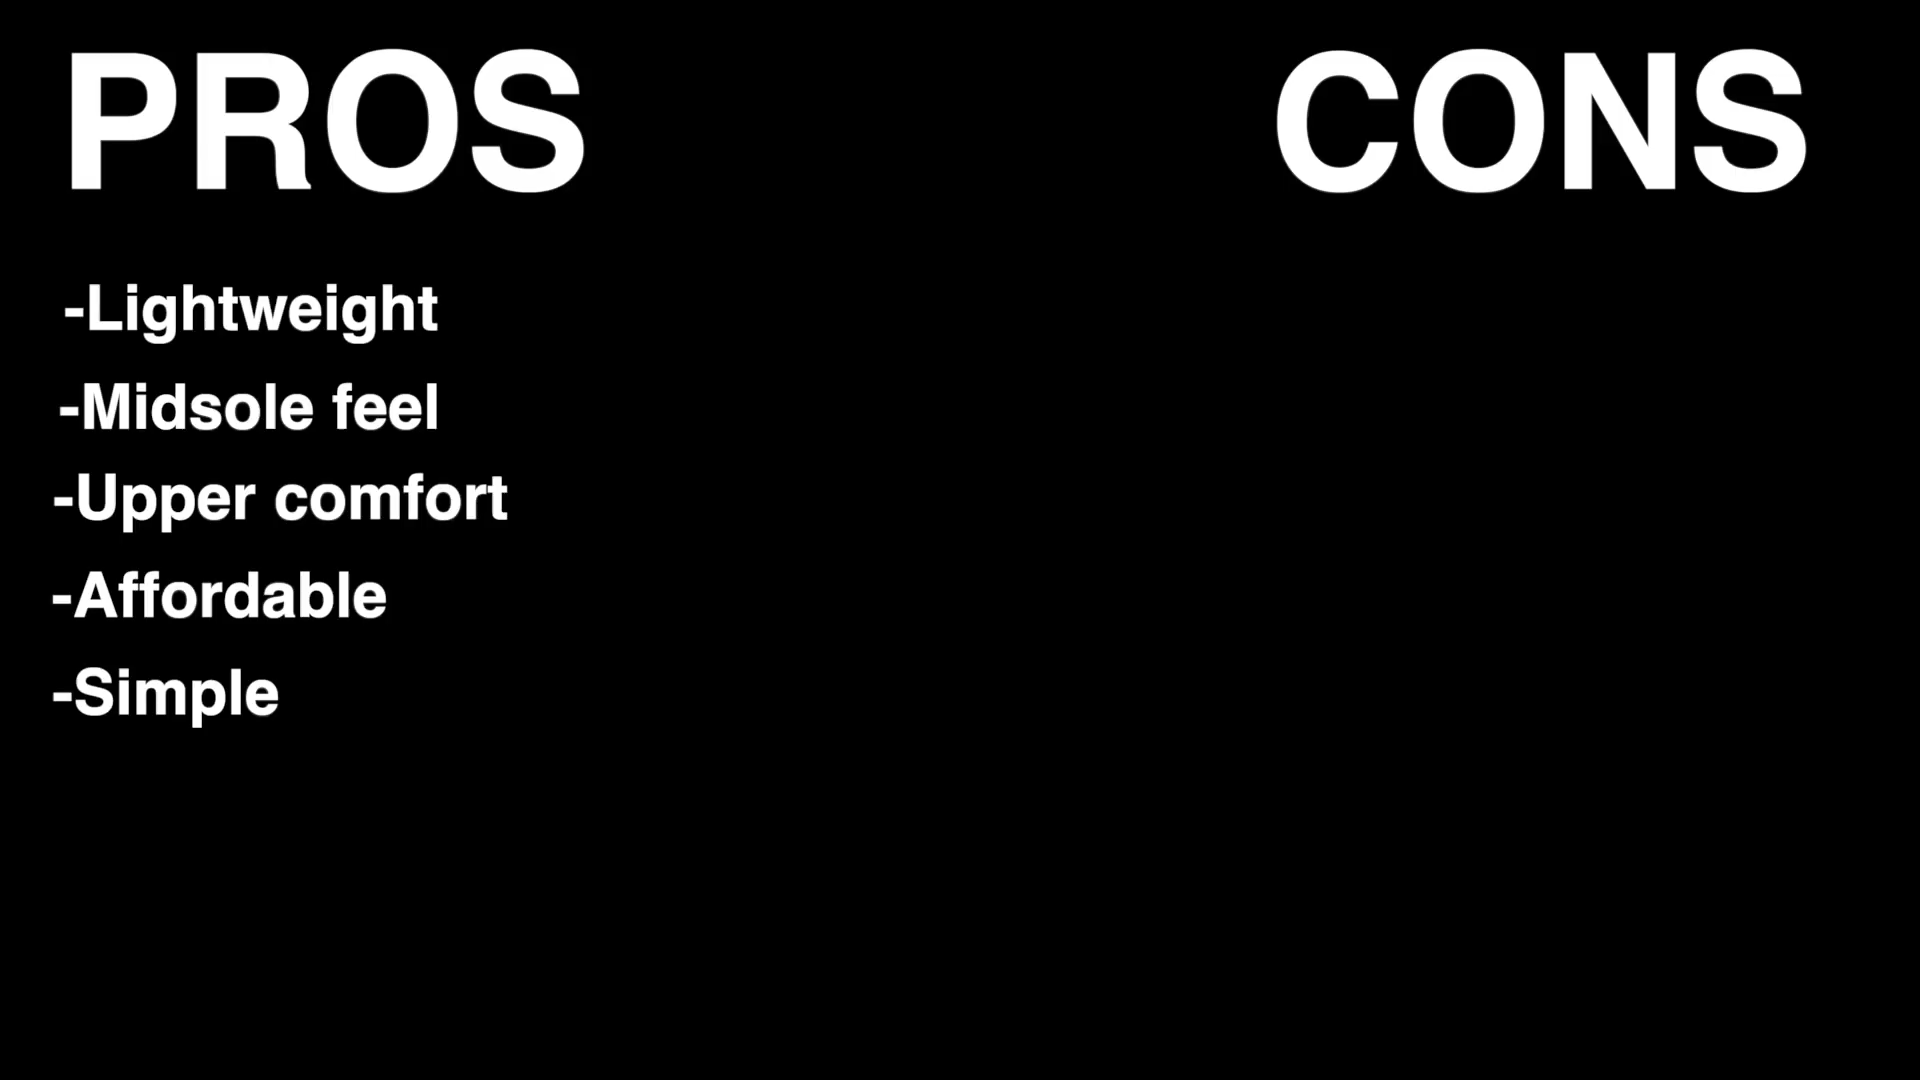 PROS
CONS
-Lightweight
-Midsole feel
-Upper comfort
-Affordable
-Simple